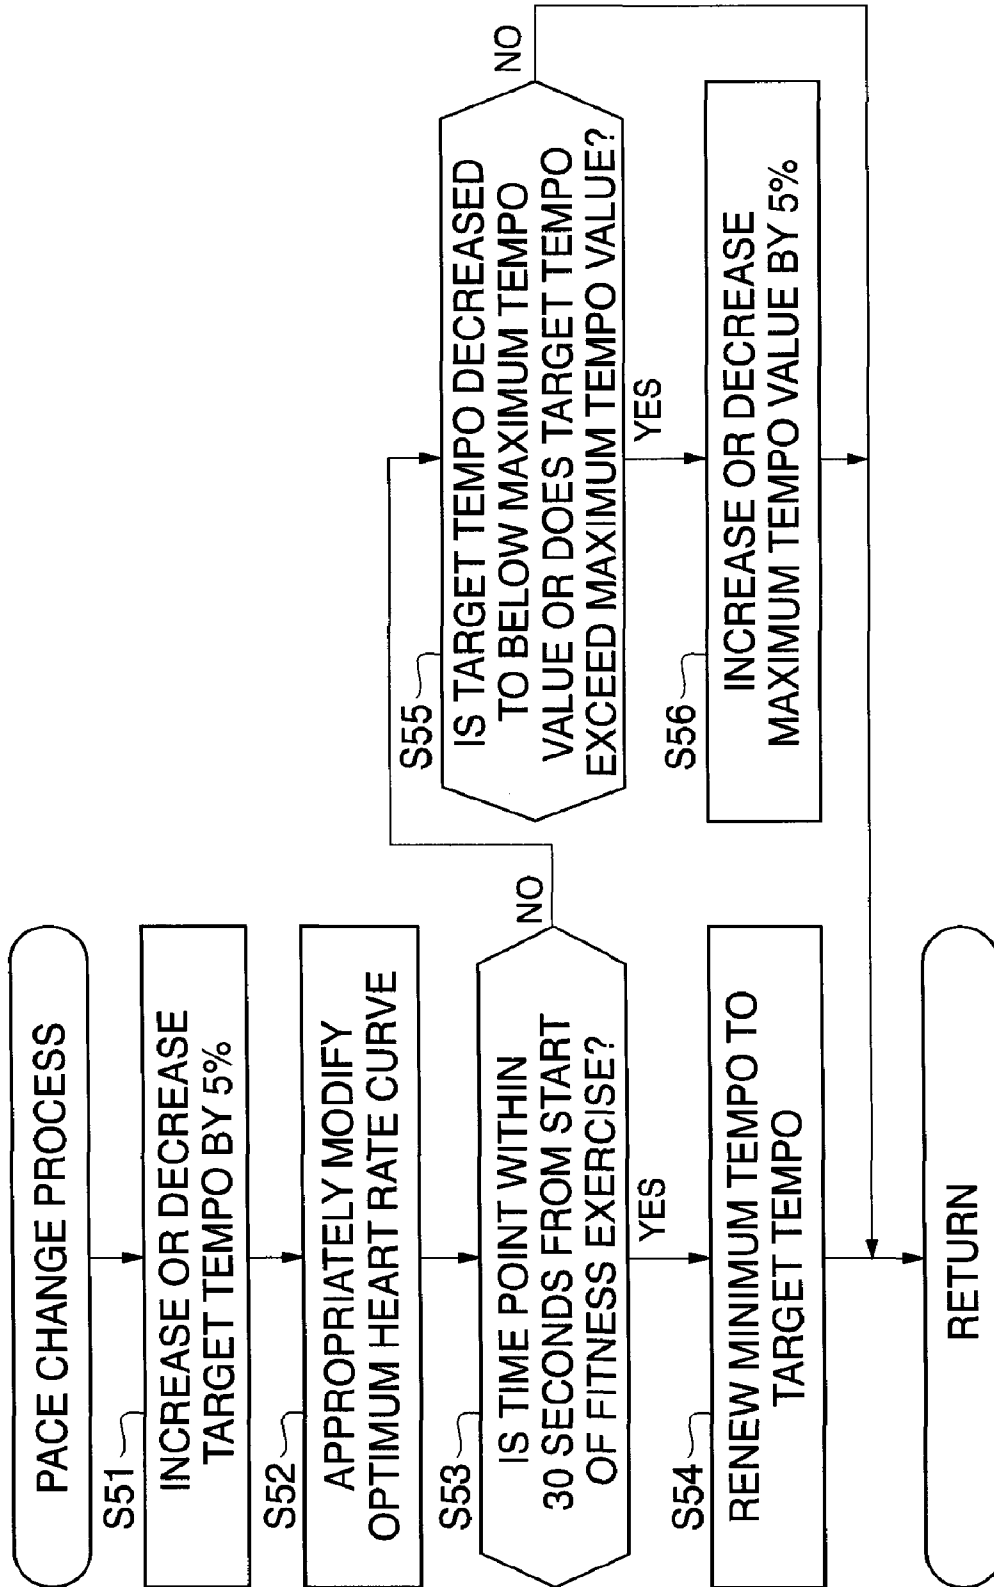 PACE CHANGE PROCESS
S51
INCREASE OR DECREASE
TARGET TEMPO BY 5%
S52
APPROPRIATELY MODIFY
OPTIMUM HEART RATE CURVE
S53
IS TIME POINT WITHIN
30 SECONDS FROM START
OF FITNESS EXERCISE?
NO
YES
S54
RENEW MINIMUM TEMPO TO
TARGET TEMPO
S55
IS TARGET TEMPO DECREASED
TO BELOW MAXIMUM TEMPO
VALUE OR DOES TARGET TEMPO
EXCEED MAXIMUM TEMPO VALUE?
NO
YES
S56
INCREASE OR DECREASE
MAXIMUM TEMPO VALUE BY 5%
RETURN